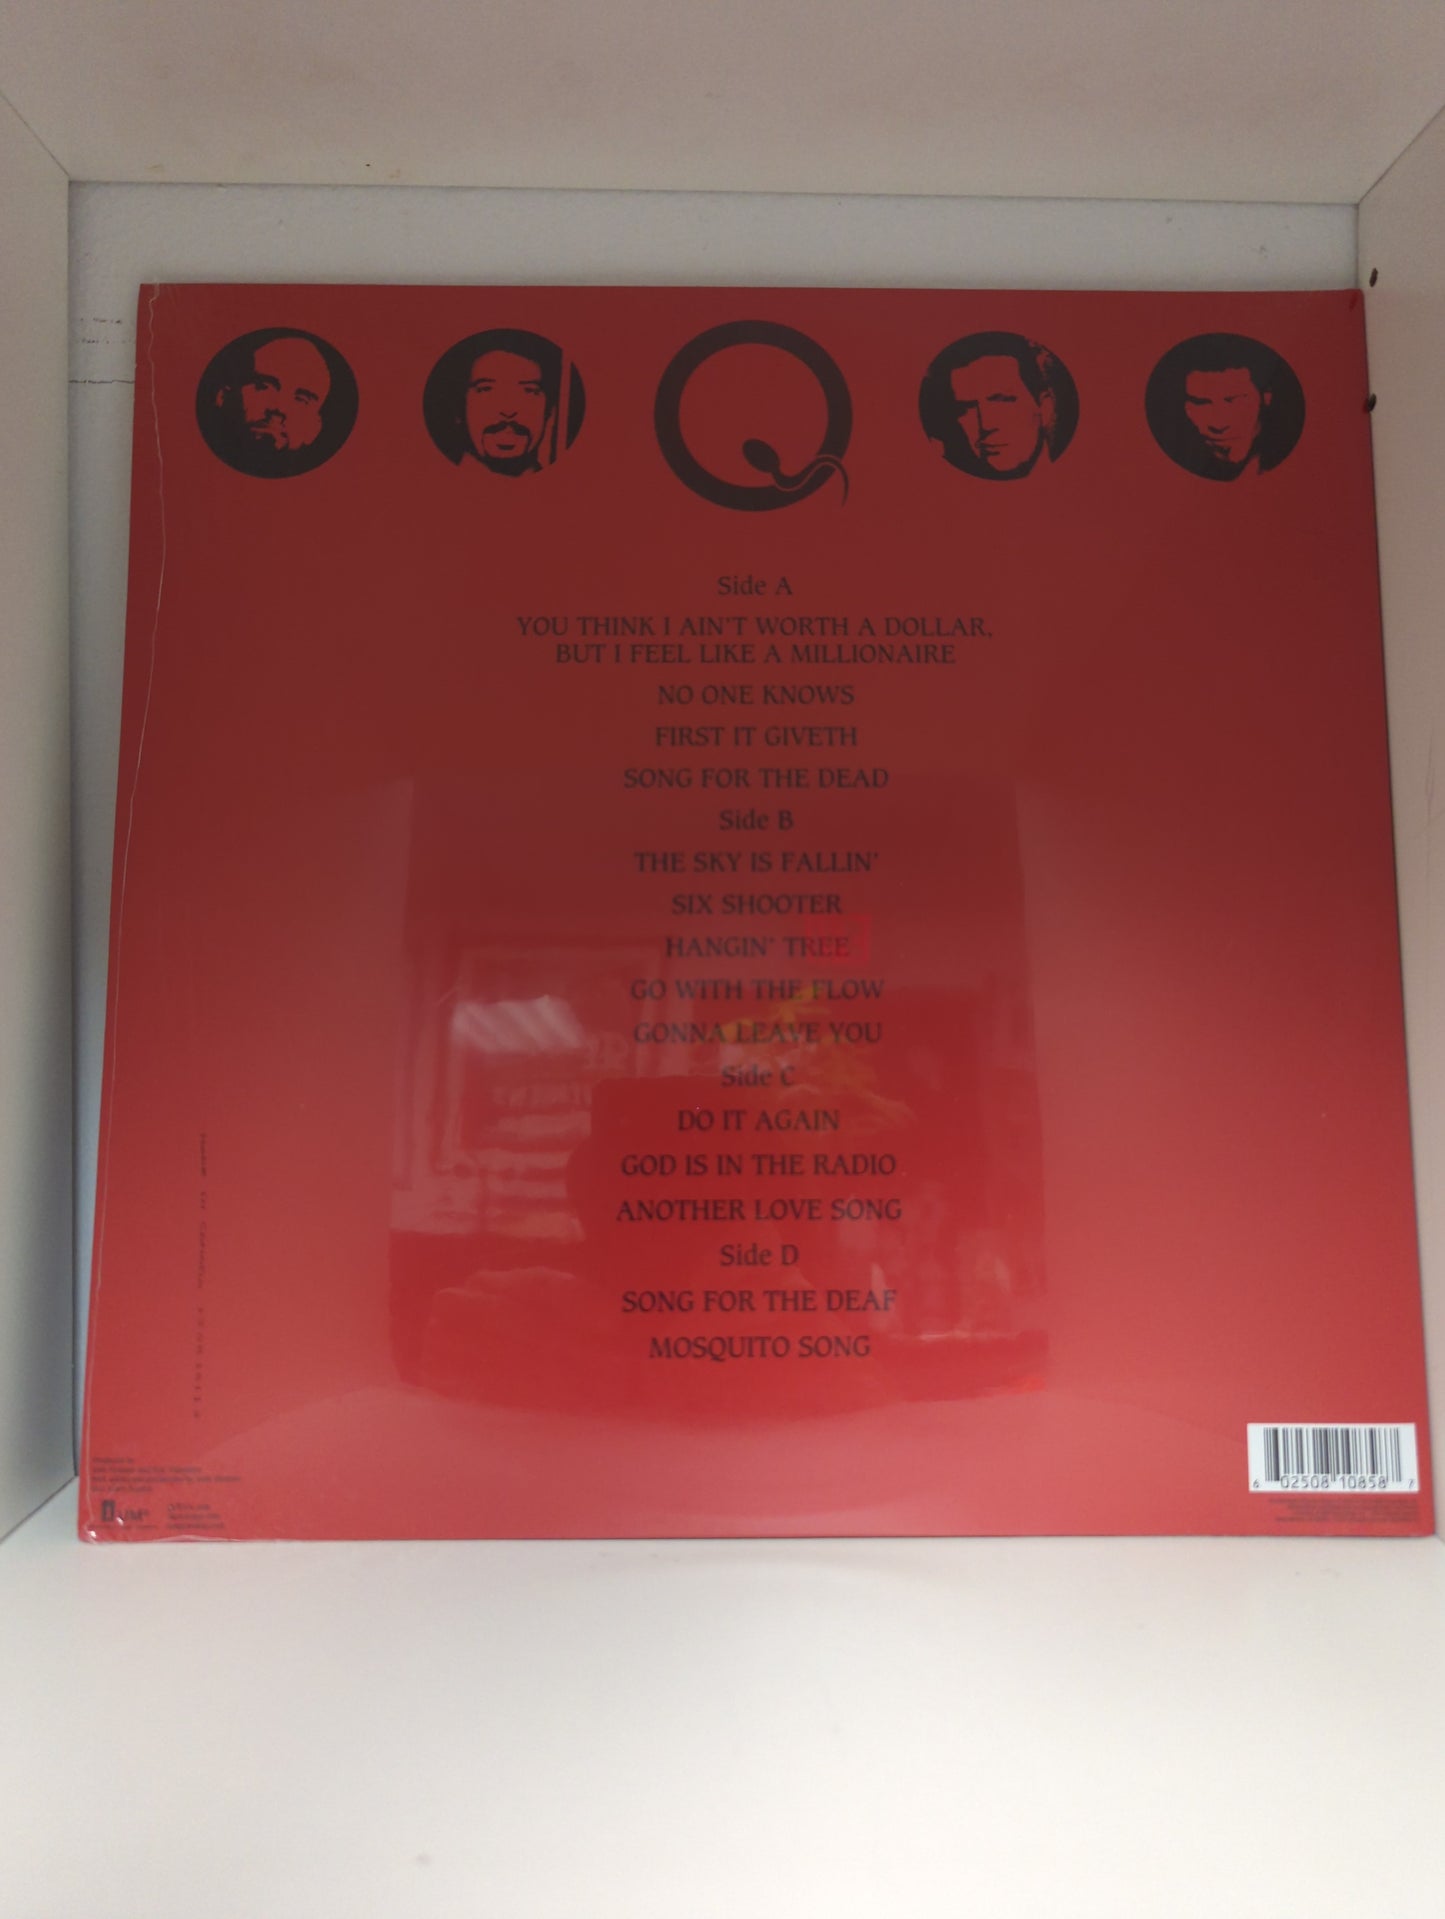 Side A
YOU THINK I AIN'T WORTH A DOLLAR,
BUT I FEEL LIKE A MILLIONAIRE
NO ONE KNOWS
FIRST IT GIVETH
SONG FOR THE DEAD
Side B
THE SKY IS FALLIN'
SIX SHOOTER
HANGIN' TREE
GO WITH THE FLOW
GONNA LEAVE YOU
Side C
DO IT AGAIN
GOD IS IN THE RADIO
ANOTHER LOVE SONG
Side D
SONG FOR THE DEAF
MOSQUITO SONG
6 02508 10858 7